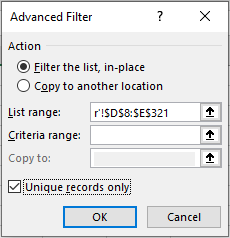 Advanced Filter
Action
Filter the list, in-place
Copy to another location
List range: r'!$D$8:$E$321
Criteria range:
Copy to:
Unique records only
OK Cancel